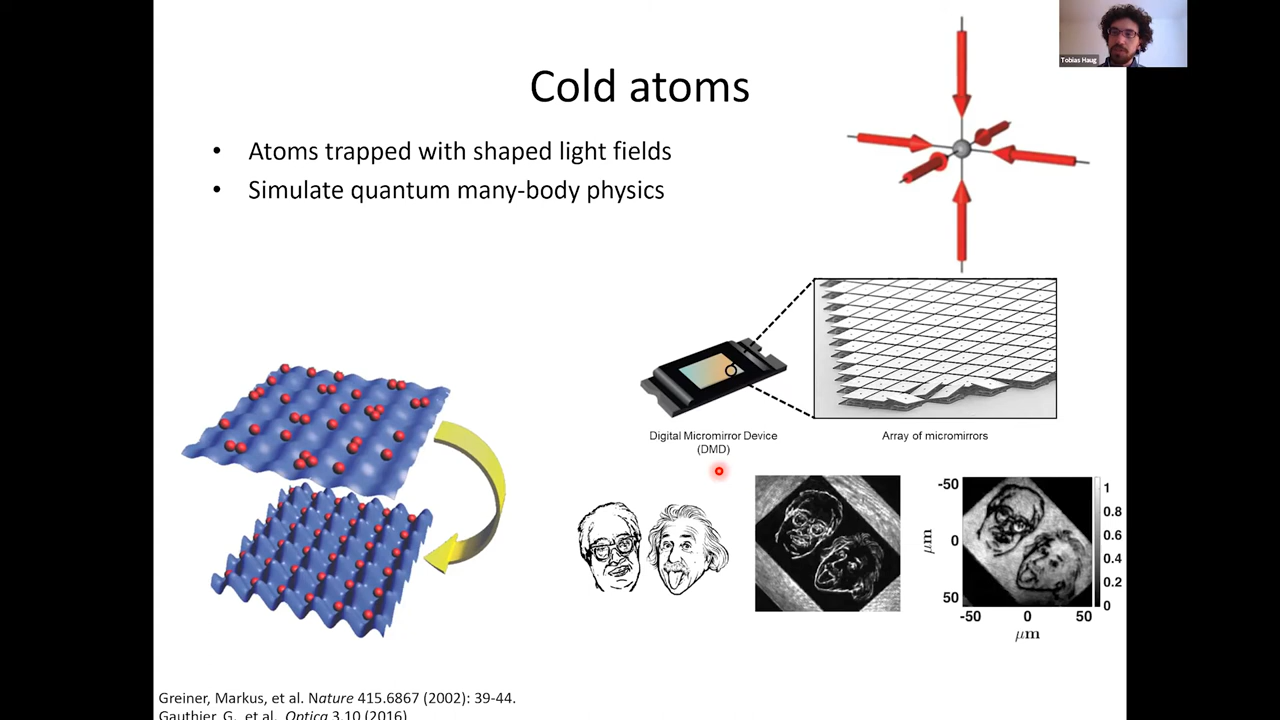 Tobias Haug
Cold atoms
• Atoms trapped with shaped light fields
• Simulate quantum many-body physics
Digital Micromirror Device
(DMD)
Array of micromirrors
-50
0
50
μm
-50
0
50
μm
1
0.8
0.6
0.4
0.2
0
Greiner, Markus, et al. Nature 415.6867 (2002): 39-44.
Gauthier, G., et al. Optica 3.10 (2016)